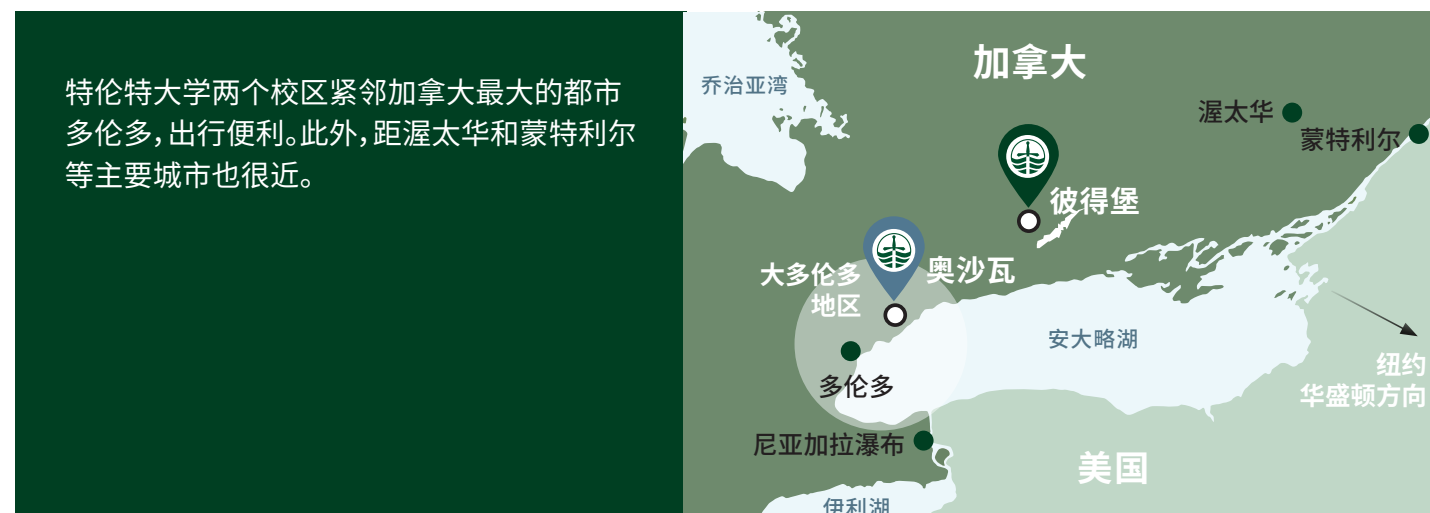 特伦特大学两个校区紧邻加拿大最大的都市
多伦多,出行便利。此外,距渥太华和蒙特利尔
等主要城市也很近。
加拿大
乔治亚湾
渥太华
蒙特利尔
彼得堡
奥沙瓦
大多伦多
地区
安大略湖
纽约
华盛顿方向
多伦多
尼亚加拉瀑布
美国
伊利湖